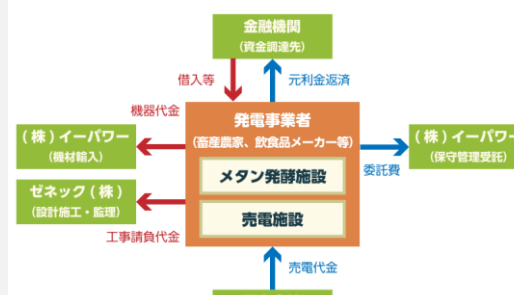 金融機関
(資金調達先)
借入等
元利金返済
機器代金
発電事業者
(畜産農家、飲食品メーカー等)
(株)イーパワー
(機材輸入)
(株)イーパワー
(保守管理受託)
メタン発酵施設
委託費
ゼネック(株)
(設計施工・監理)
売電施設
工事請負代金
売電代金